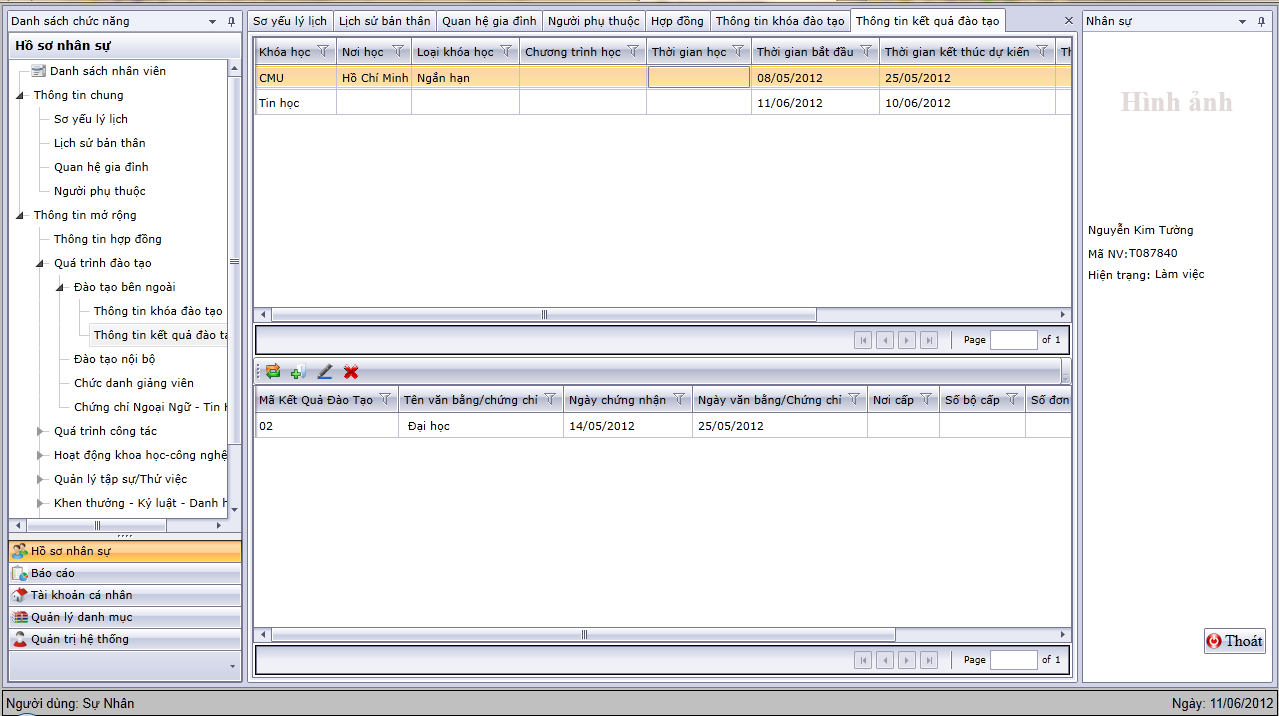 Danh sách chức năng
Hồ sơ nhân sự
Danh sách nhân viên
Thông tin chung
Sơ yếu lý lịch
Lịch sử bản thân
Quan hệ gia đình
Người phụ thuộc
Thông tin mở rộng
Thông tin hợp đồng
Quá trình đào tạo
Đào tạo bên ngoài
Thông tin khóa đào tạo
Thông tin kết quả đào tạ
Đào tạo nội bộ
Chức danh giảng viên
Chứng chỉ Ngoại Ngữ - Tin H
Quá trình công tác
Hoạt động khoa học-công nghệ
Quản lý tập sự/Thử việc
Khen thưởng - Kỷ luật - Danh h
Hồ sơ nhân sự
Báo cáo
Tài khoản cá nhân
Quản lý danh mục
Quản trị hệ thống
Sơ yếu lý lịch Lịch sử bản thân Quan hệ gia đình Người phụ thuộc Hợp đồng Thông tin khóa đào tạo Thông tin kết quả đào tạo
Khóa học Nơi học Loại khóa học Chương trình học Thời gian học Thời gian bắt đầu Thời gian kết thúc dự kiến Th
CMU Hồ Chí Minh Ngắn hạn 08/05/2012 25/05/2012
Tin học 11/06/2012 10/06/2012
Page of 1
Mã Kết Quả Đào Tạo Tên văn bằng/chứng chỉ Ngày chứng nhận Ngày văn bằng/Chứng chỉ Nơi cấp Số bộ cấp Số đơn
02 Đại học 14/05/2012 25/05/2012
Page of 1
Nhân sự
Hình ảnh
Nguyễn Kim Tường
Mã NV:T087840
Hiện trạng: Làm việc
Thoát
Người dùng: Sự Nhân
Ngày: 11/06/2012